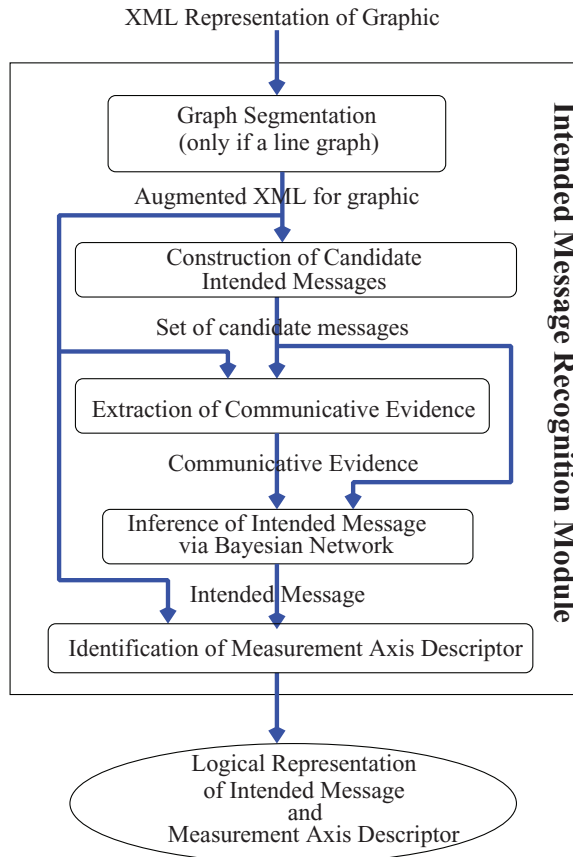 XML Representation of Graphic
Graph Segmentation
(only if a line graph)
Augmented XML for graphic
Construction of Candidate
Intended Messages
Set of candidate messages
Extraction of Communicative Evidence
Communicative Evidence
Inference of Intended Message
via Bayesian Network
Intended Message
Identification of Measurement Axis Descriptor
Intended Message Recognition Module
Logical Representation
of Intended Message
and
Measurement Axis Descriptor